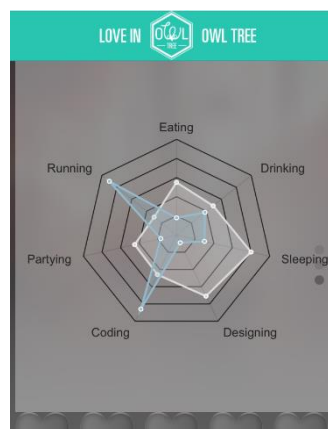 LOVE IN OWL TREE OWL TREE
Eating
Running Drinking
Partying Sleeping
Coding Designing